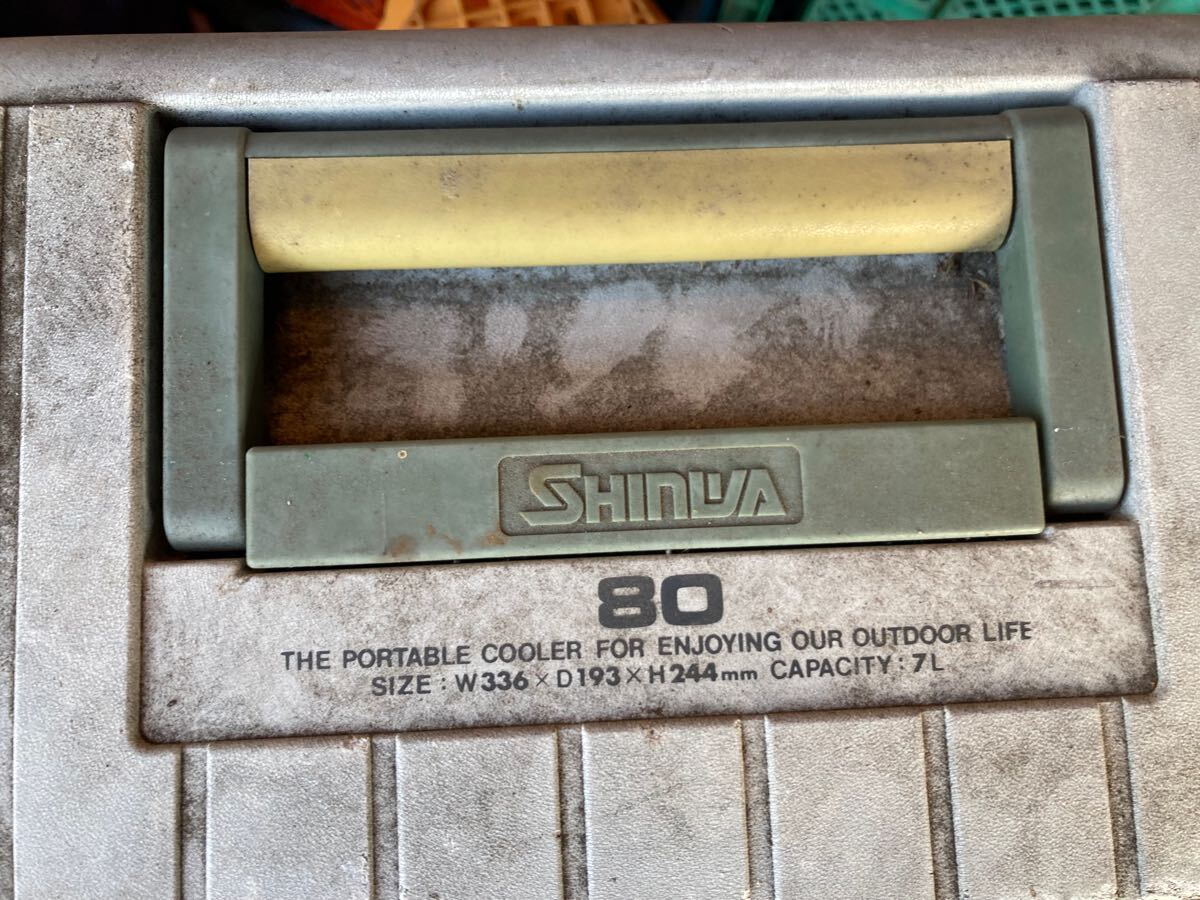 SHINWA
80
THE PORTABLE COOLER FOR ENJOYING OUR OUTDOOR LIFE
SIZE : W336 × D193 × H244mm CAPACITY : 7L